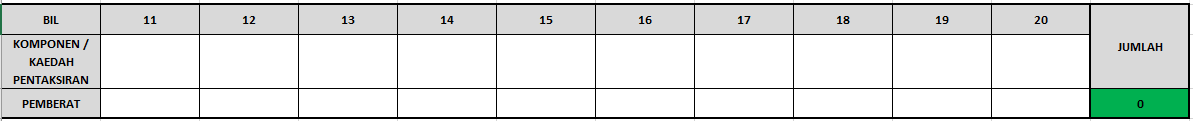 BIL 11 12 13 14 15 16 17 18 19 20 JUMLAH
KOMPONEN /
KAEDAH
PENTAKSIRAN
PEMBERAT 0